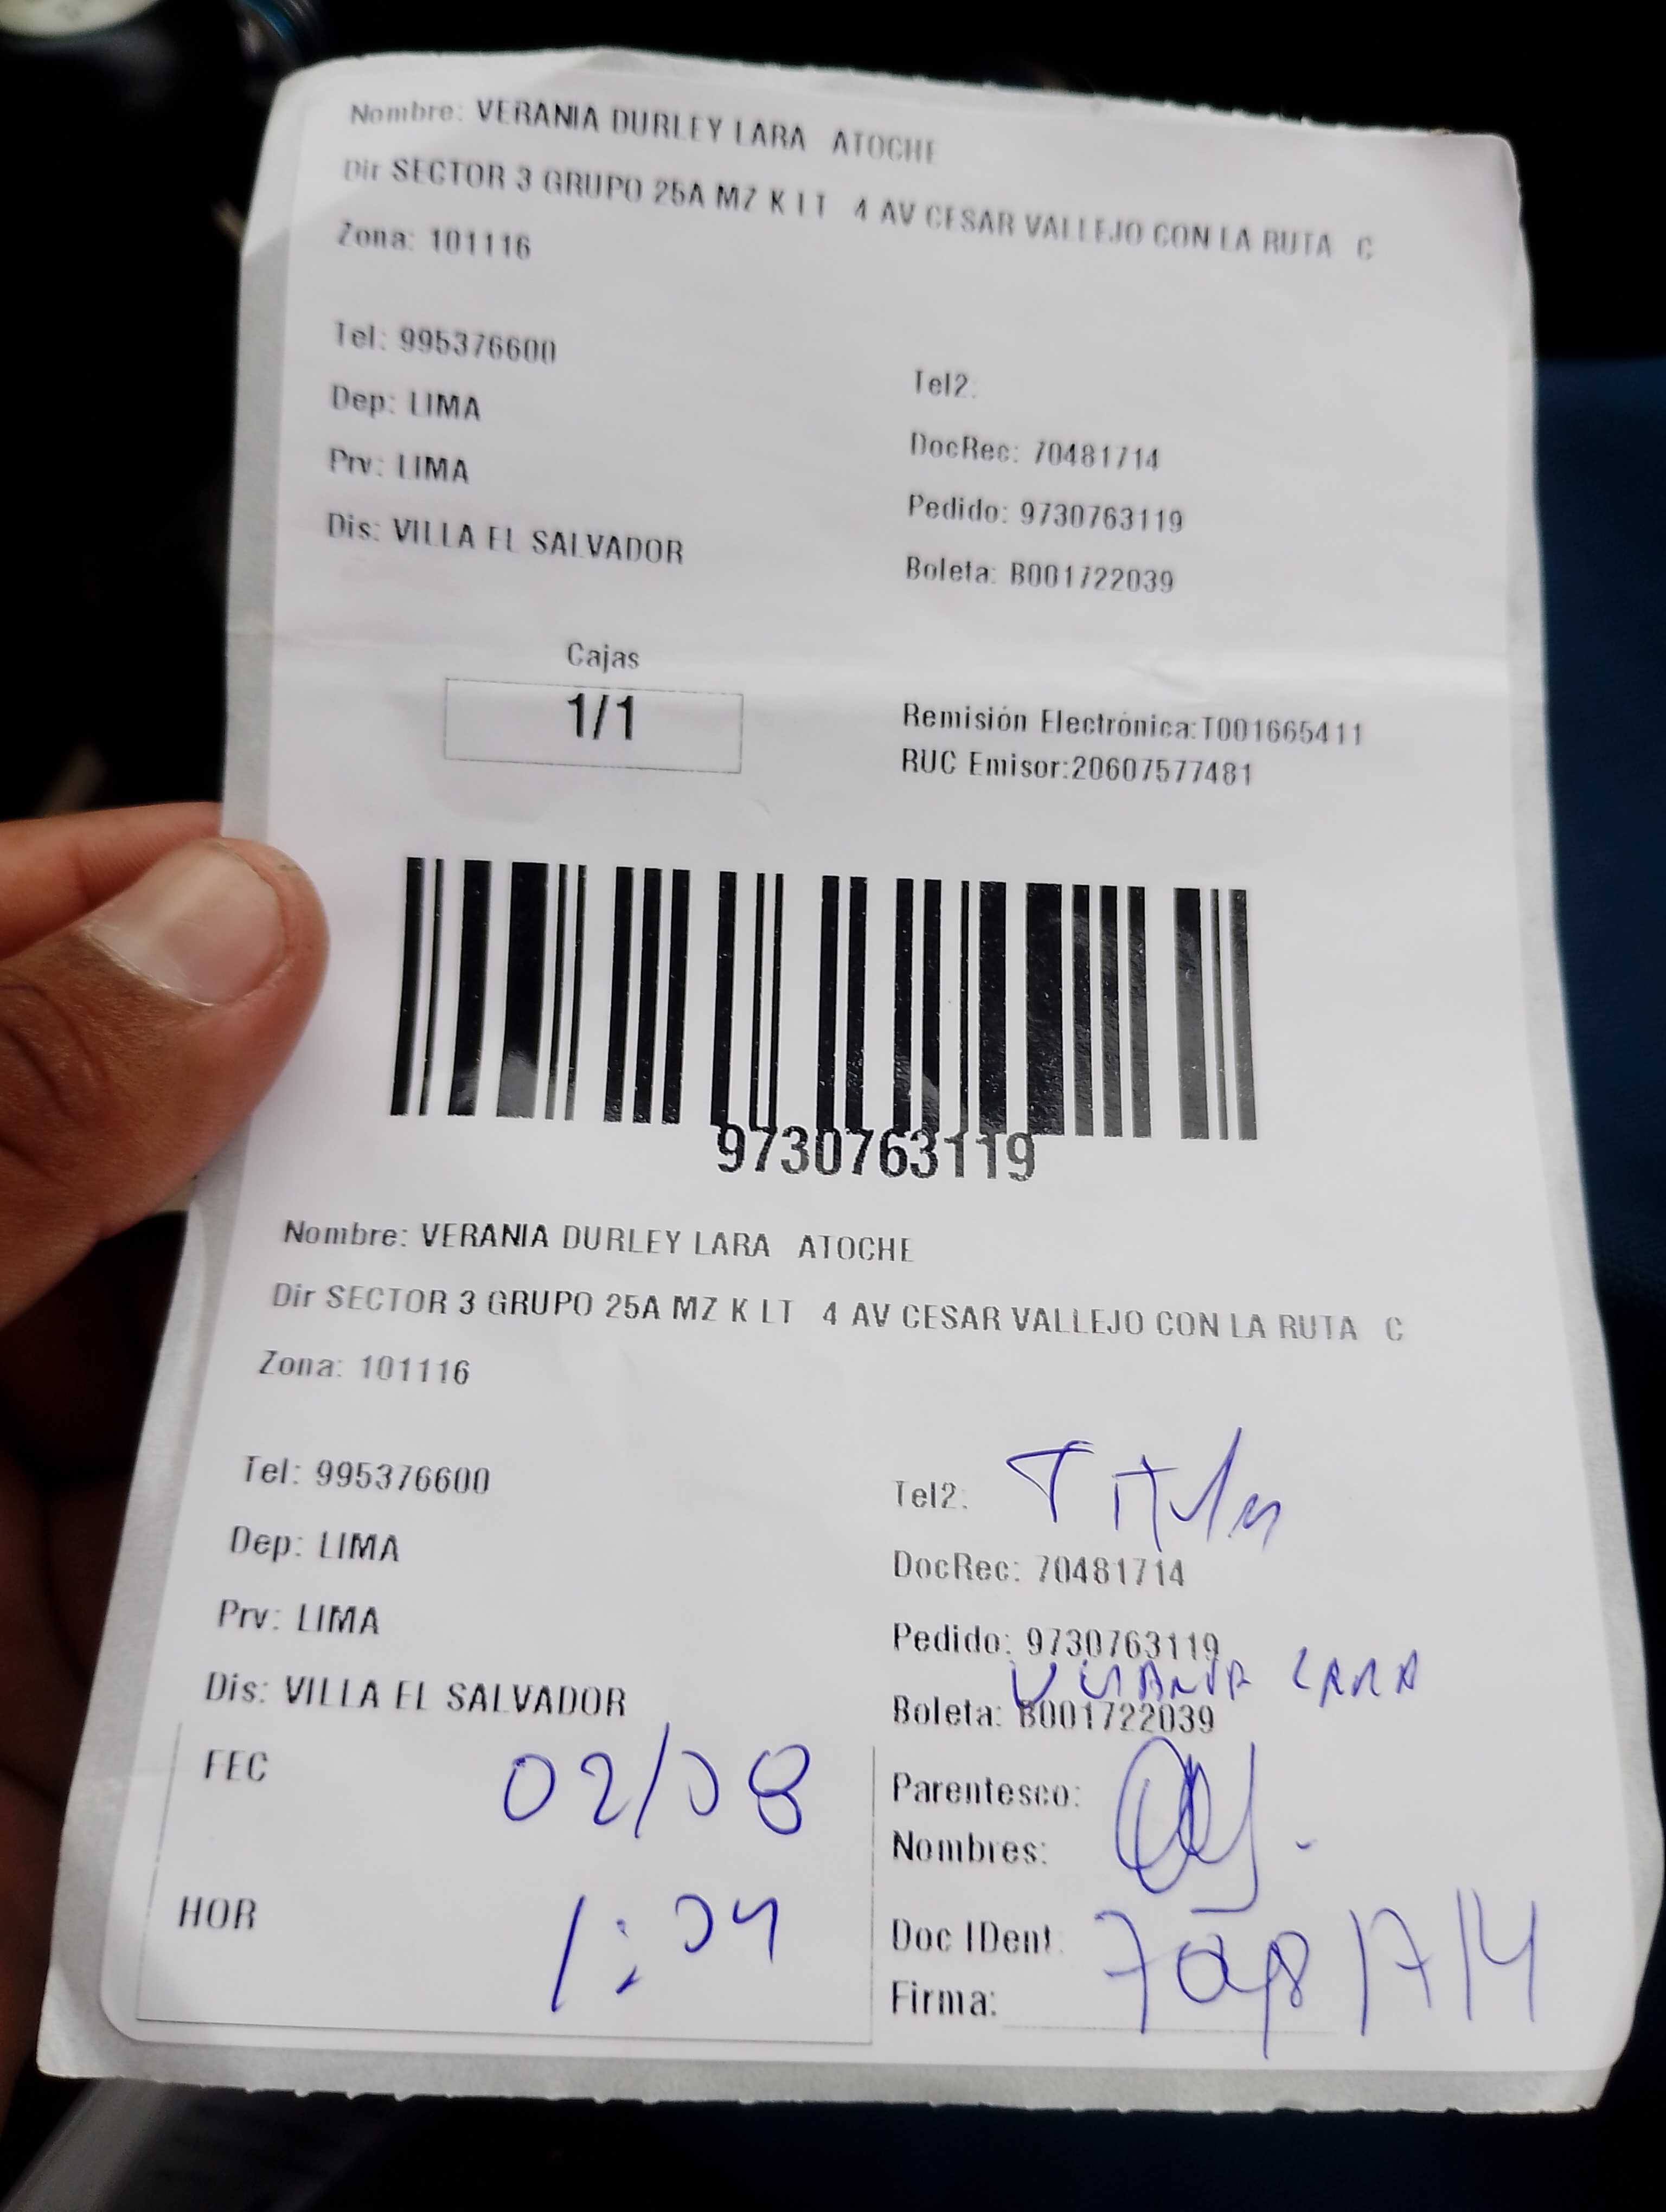 Nombre: VERANIA DURLEY LARA ATOCHE
Dir SECTOR 3 GRUPO 25A MZ K LT 4 AV CESAR VALLEJO CON LA RUTA C
Zona: 101116
Tel: 995376600
Tel2:
Dep: LIMA
DocRec: 70481714
Prv: LIMA
Pedido: 9730763119
Dis: VILLA EL SALVADOR
Boleta: B001722039
Cajas
1/1
Remisión Electrónica:T001665411
RUC Emisor:20607577481
9730763119
Nombre: VERANIA DURLEY LARA ATOCHE
Dir SECTOR 3 GRUPO 25A MZ K LT 4 AV CESAR VALLEJO CON LA RUTA C
Zona: 101116
Tel: 995376600
Tel2: Titular
Dep: LIMA
DocRec: 70481714
Prv: LIMA
Pedido: 9730763119
Verania LARA
Dis: VILLA EL SALVADOR
Boleta: B001722039
FEC 02/08
Parentesco:
Nombres:
HOR 1:04
Doc IDent: 70481714
Firma: